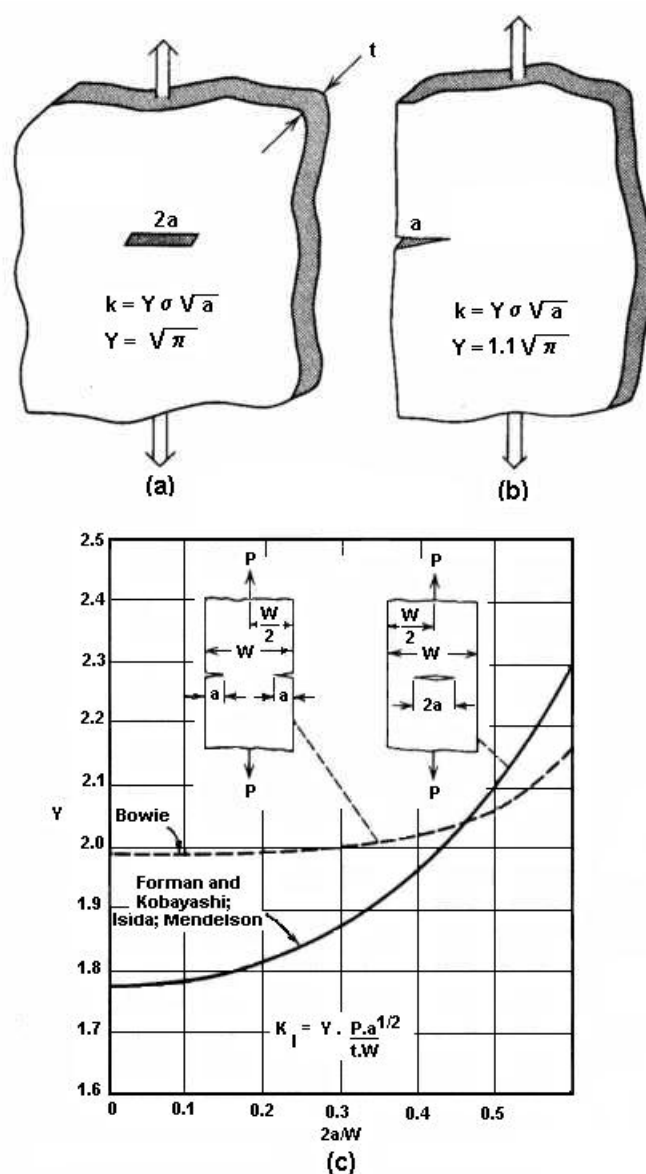 t
2a
k = Y σ √a
Y = √π
(a)
a
k = Y σ √a
Y = 1.1 √π
(b)
2.5
2.4
2.3
2.2
2.1
2.0
1.9
1.8
1.7
1.6
Y
P
W
2
W
a
a
P
P
W
2
W
2a
P
Bowie
Forman and
Kobayashi;
Isida; Mendelson
K_I = Y . P.a^1/2
t.W
0
0.1
0.2
0.3
0.4
0.5
2a/W
(c)